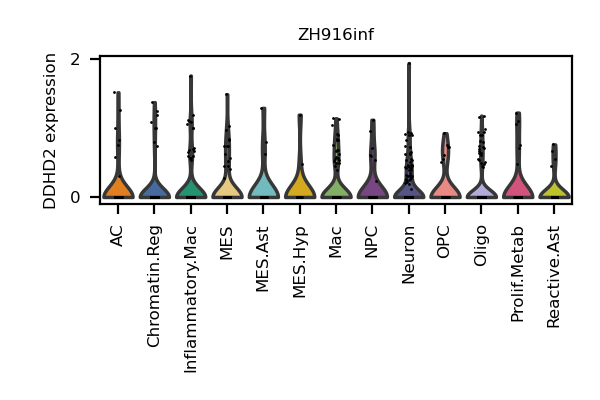 ZH916inf
DDHD2 expression
2
0
AC
Chromatin.Reg
Inflammatory.Mac
MES
MES.Ast
MES.Hyp
Mac
NPC
Neuron
OPC
Oligo
Prolif.Metab
Reactive.Ast